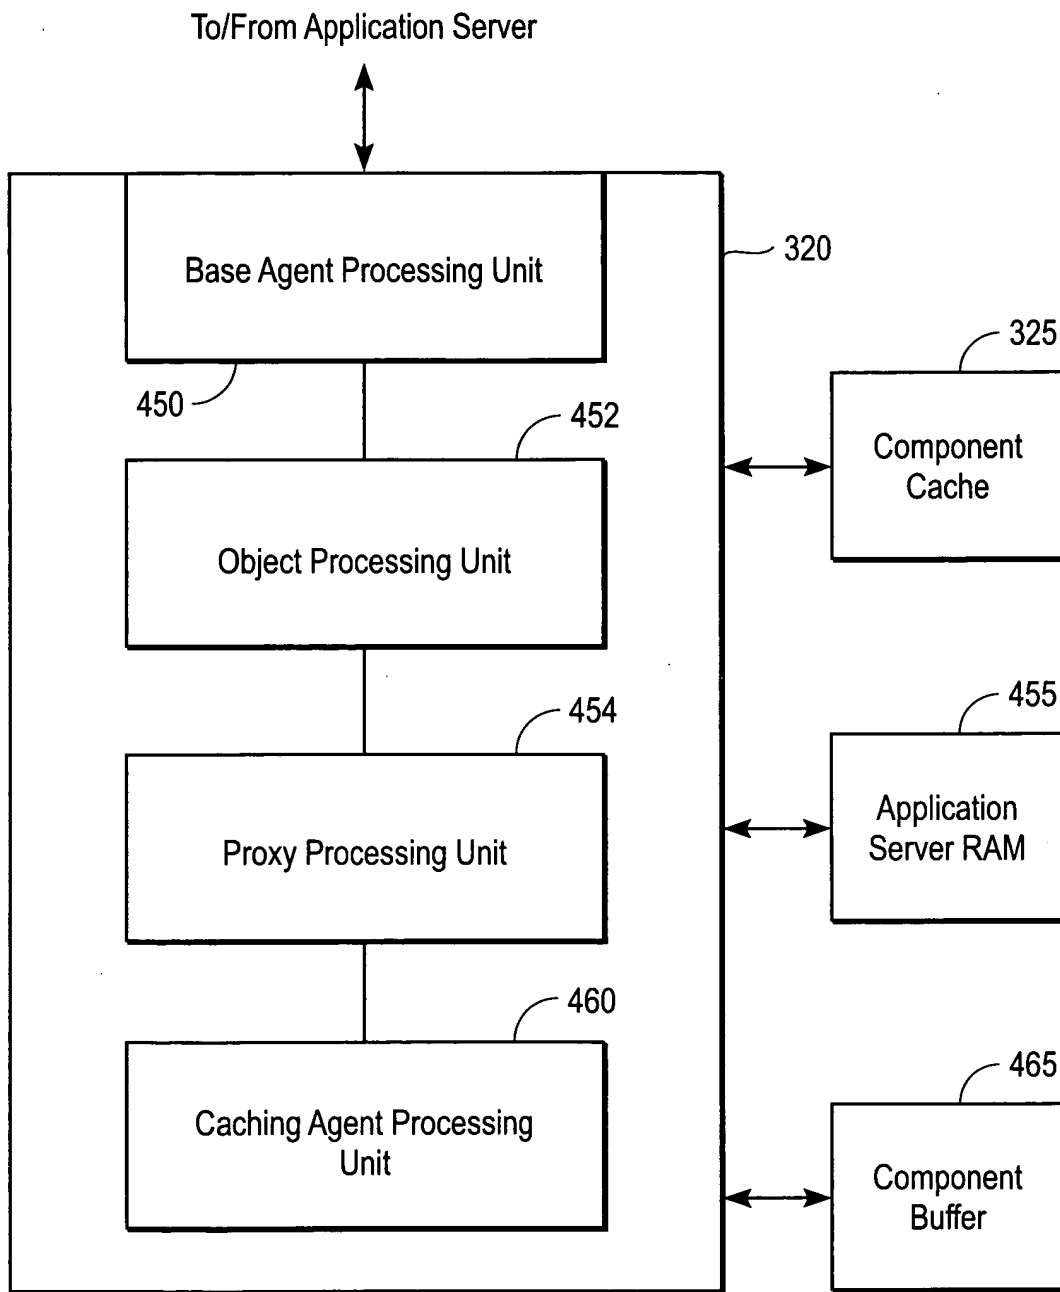 To/From Application Server
Base Agent Processing Unit
320
325
450
452
Component
Cache
Object Processing Unit
454
455
Proxy Processing Unit
Application
Server RAM
460
465
Caching Agent Processing
Unit
Component
Buffer